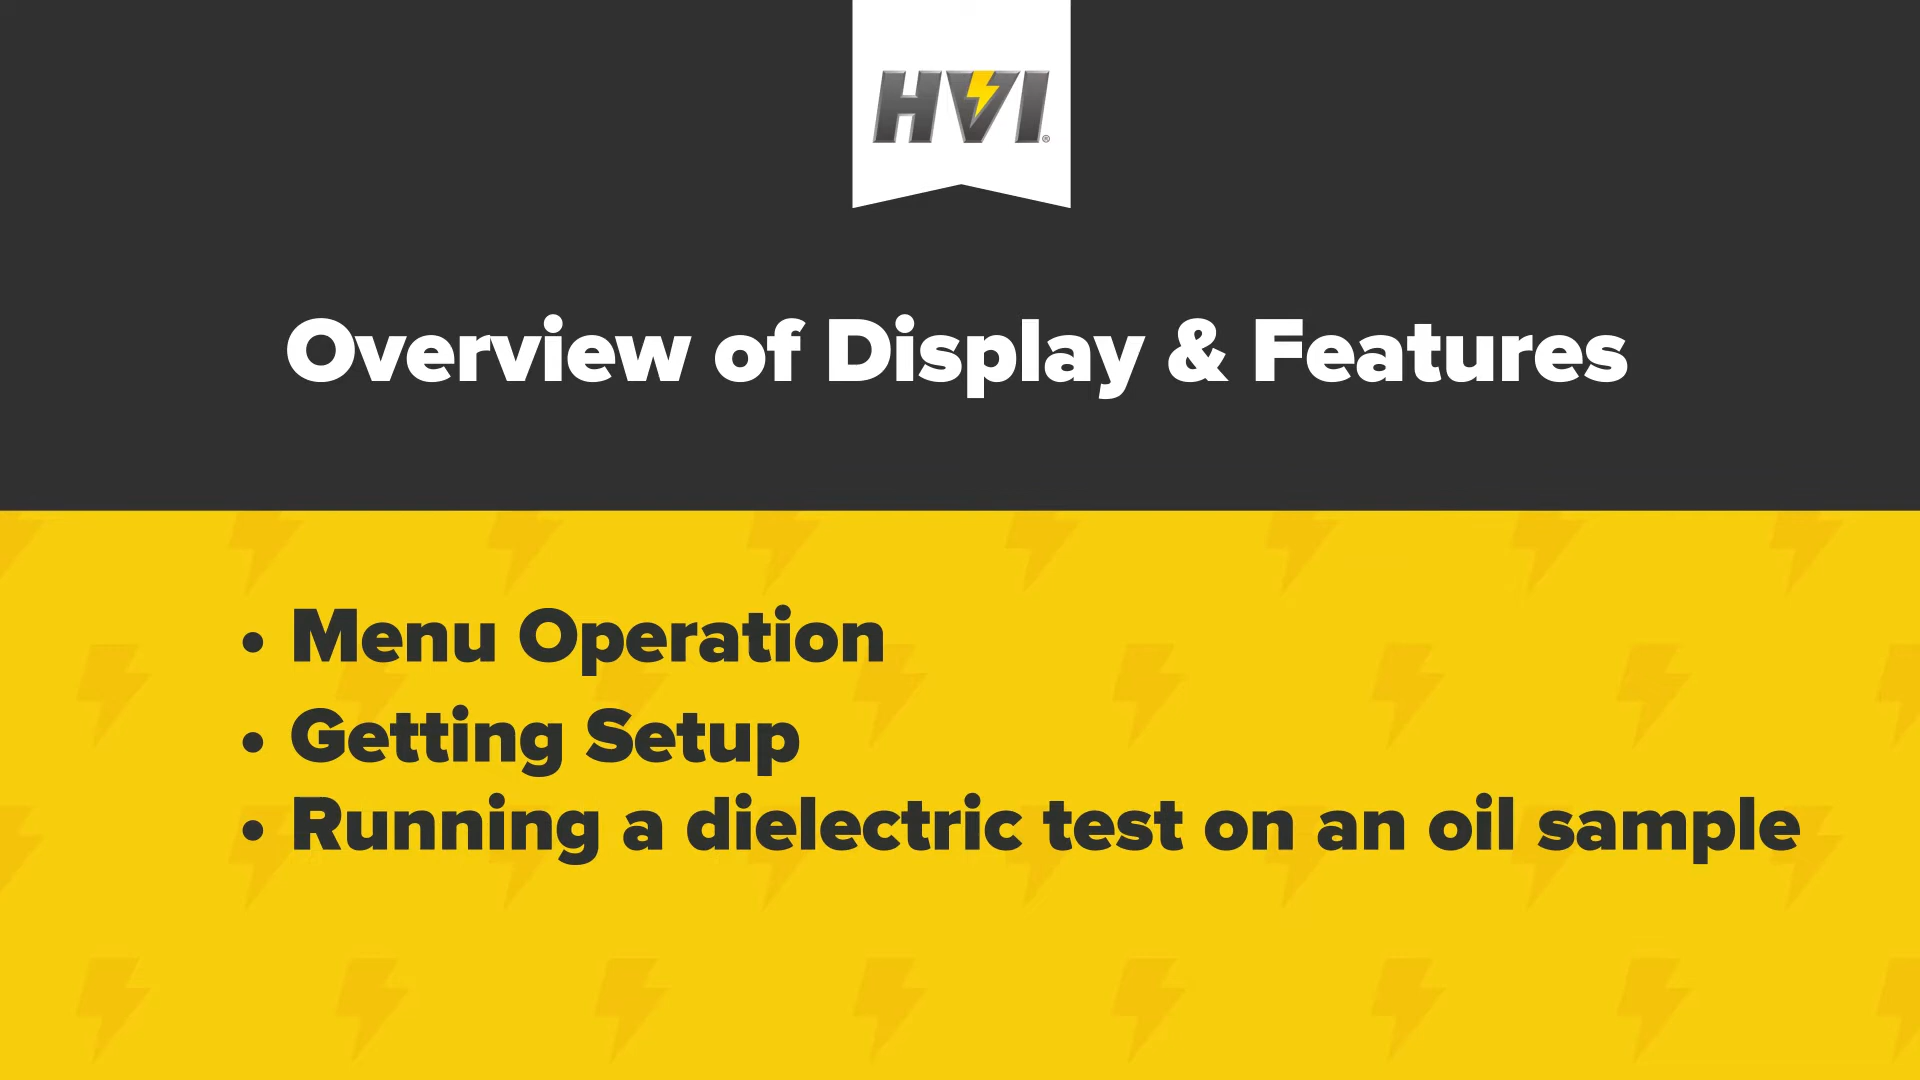 HVI®
Overview of Display & Features
• Menu Operation
• Getting Setup
• Running a dielectric test on an oil sample